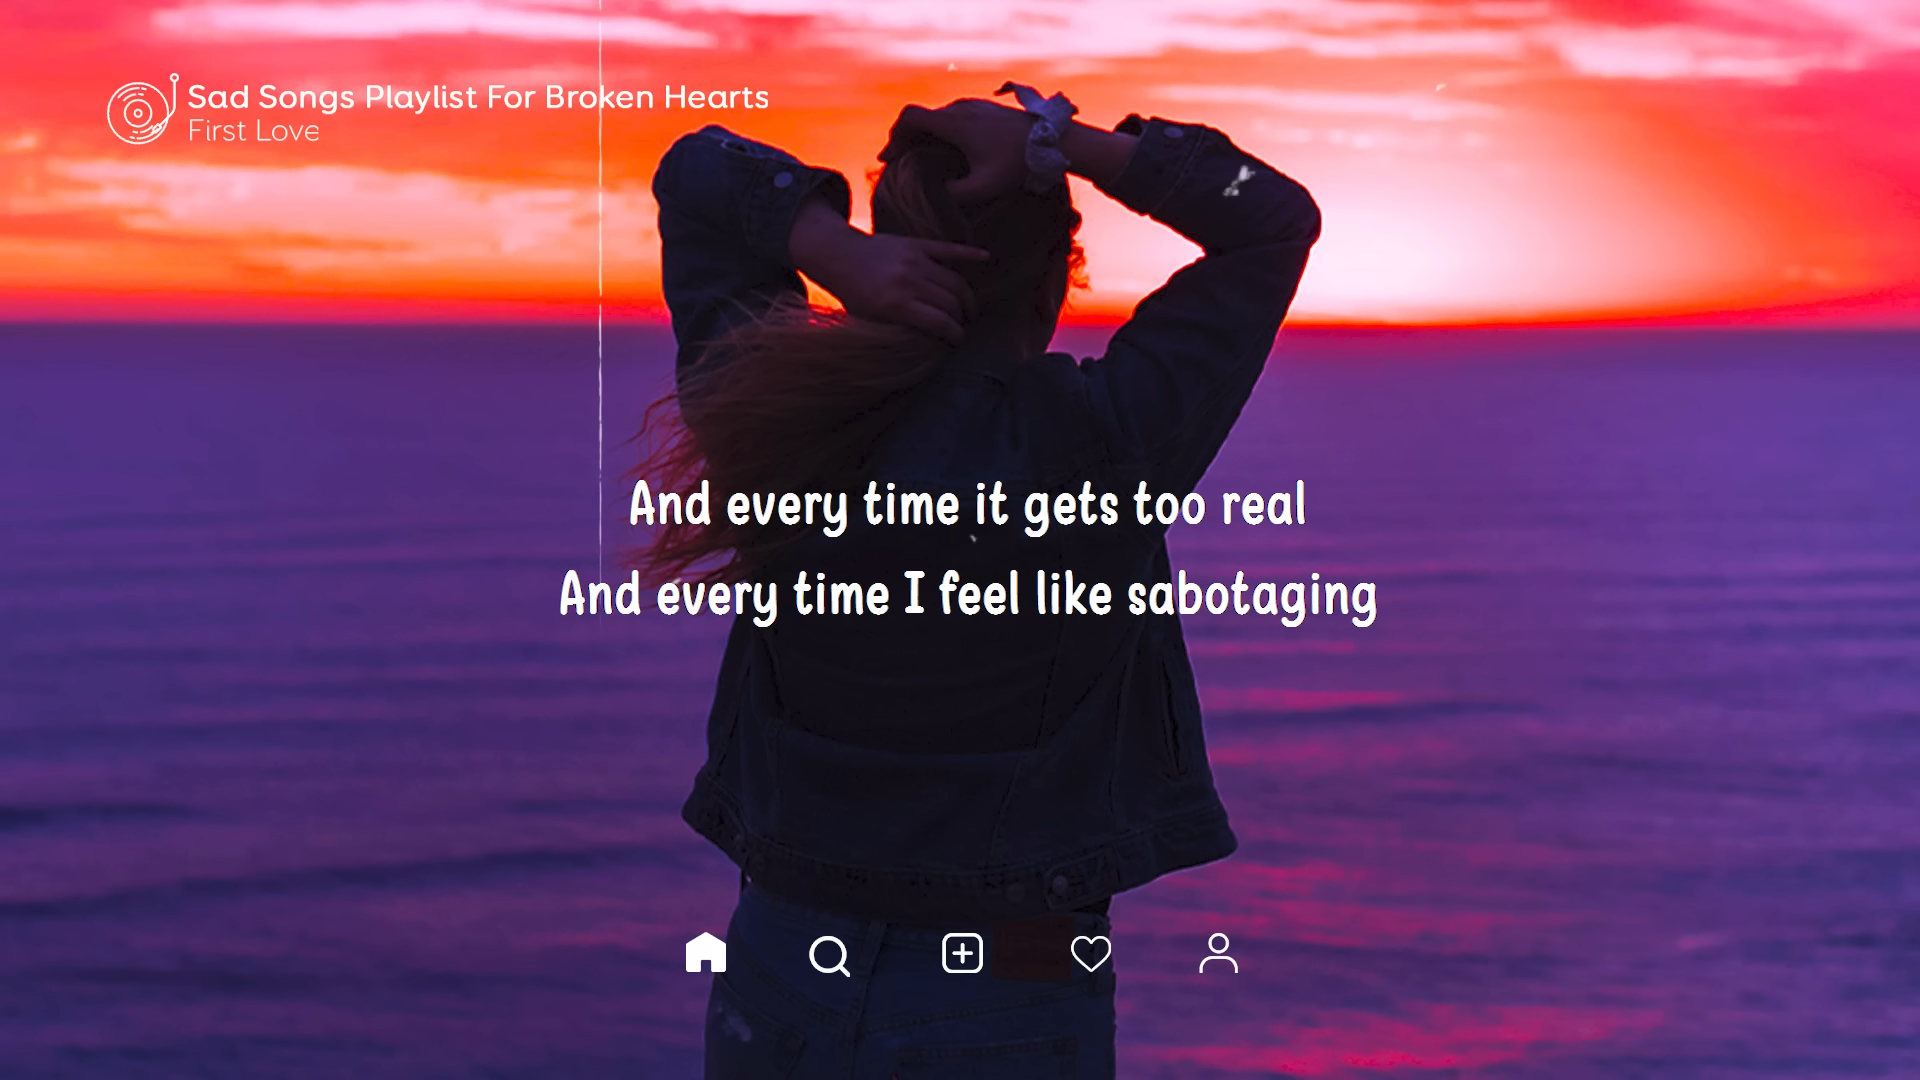 Sad Songs Playlist For Broken Hearts
First Love
And every time it gets too real
And every time I feel like sabotaging